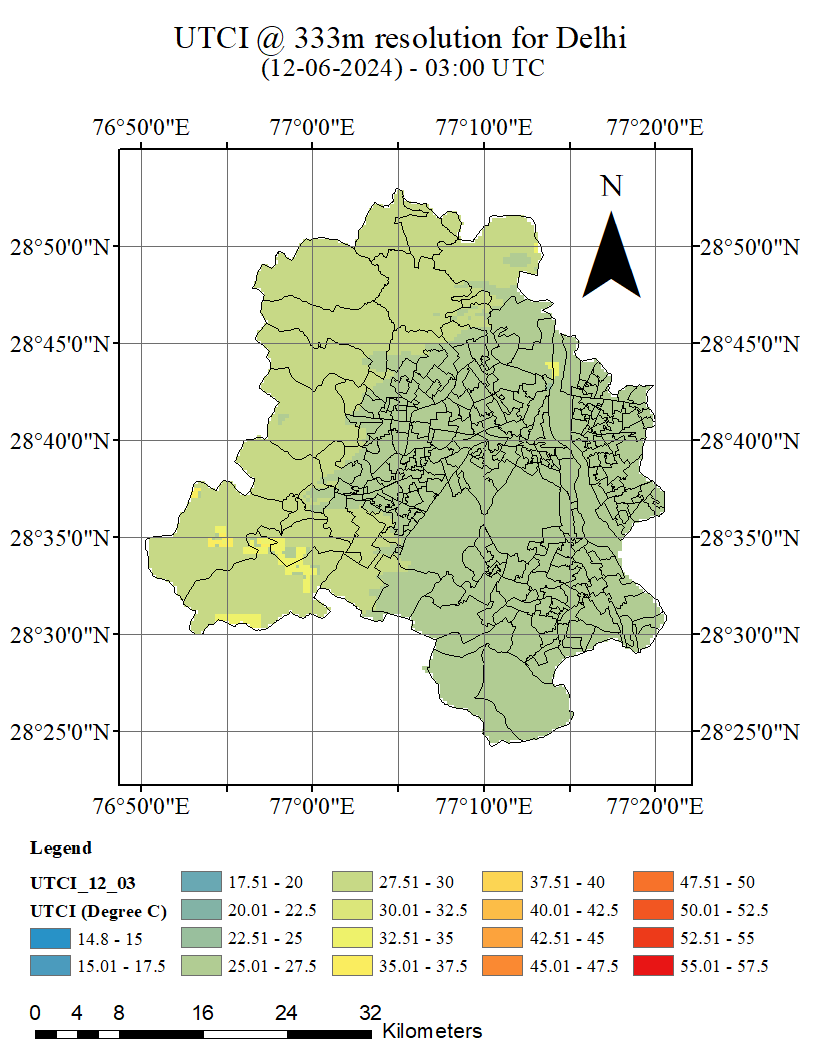 UTCI @ 333m resolution for Delhi
(12-06-2024) - 03:00 UTC
76°50'0"E 77°0'0"E 77°10'0"E 77°20'0"E
N
28°50'0"N 28°50'0"N
28°45'0"N 28°45'0"N
28°40'0"N 28°40'0"N
28°35'0"N 28°35'0"N
28°30'0"N 28°30'0"N
28°25'0"N 28°25'0"N
76°50'0"E 77°0'0"E 77°10'0"E 77°20'0"E
Legend
UTCI_12_03 17.51 - 20 27.51 - 30 37.51 - 40 47.51 - 50
UTCI (Degree C) 20.01 - 22.5 30.01 - 32.5 40.01 - 42.5 50.01 - 52.5
14.8 - 15 22.51 - 25 32.51 - 35 42.51 - 45 52.51 - 55
15.01 - 17.5 25.01 - 27.5 35.01 - 37.5 45.01 - 47.5 55.01 - 57.5
0 4 8 16 24 32
Kilometers